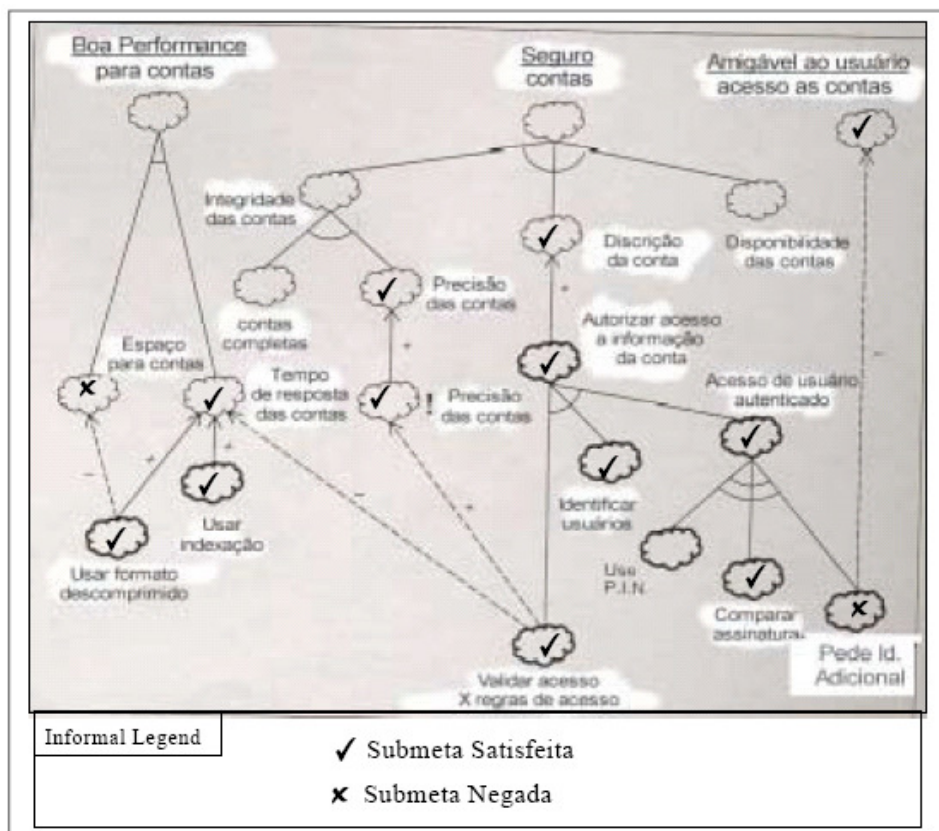 Boa Performance
para contas
Seguro
contas
Amigável ao usuário
acesso as contas
Integridade
das contas
Discrição
da conta
Disponibilidade
das contas
contas
completas
Precisão
das contas
Autorizar acesso
a informação
da conta
Espaço
para contas
Tempo
de resposta
das contas
! Precisão
das contas
Acesso de usuário
autenticado
Identificar
usuários
Usar
indexação
Usar formato
descomprimido
Use
P.I.N.
Comparar
assinatura
Pede Id.
Adicional
Validar acesso
X regras de acesso
Informal Legend
✓ Submeta Satisfeita
✗ Submeta Negada